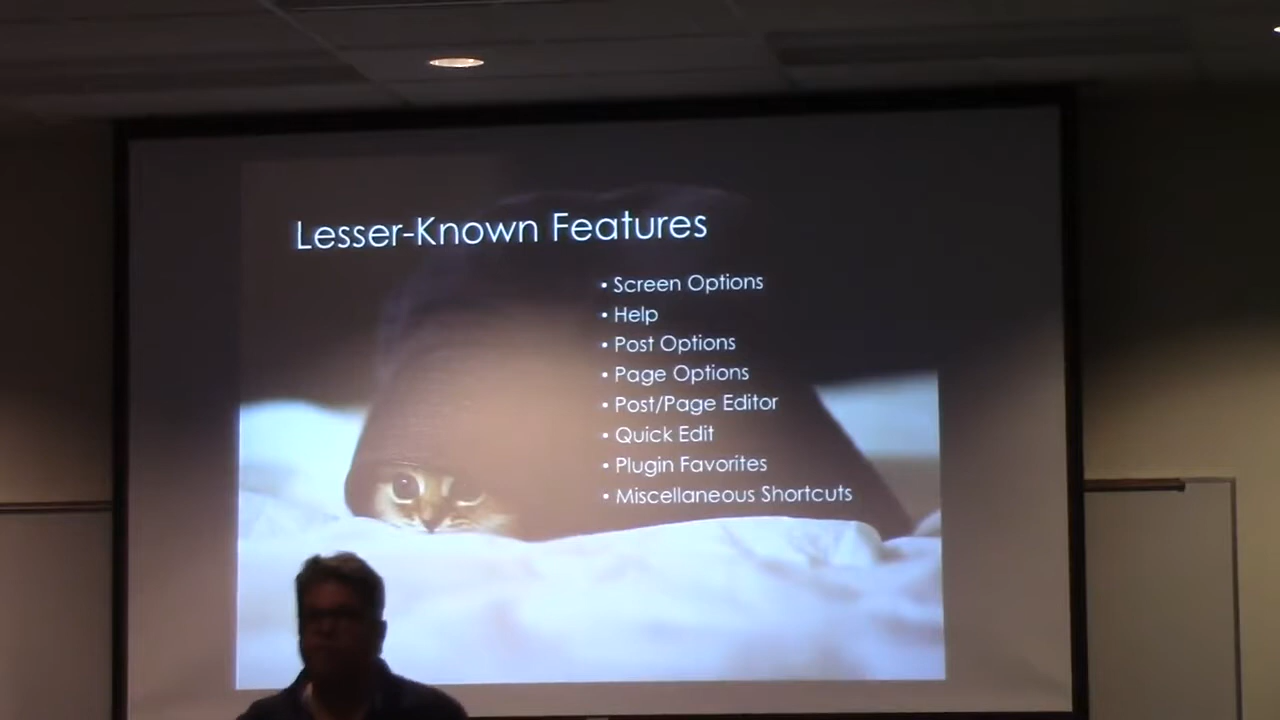 Lesser-Known Features
• Screen Options
• Help
• Post Options
• Page Options
• Post/Page Editor
• Quick Edit
• Plugin Favorites
• Miscellaneous Shortcuts